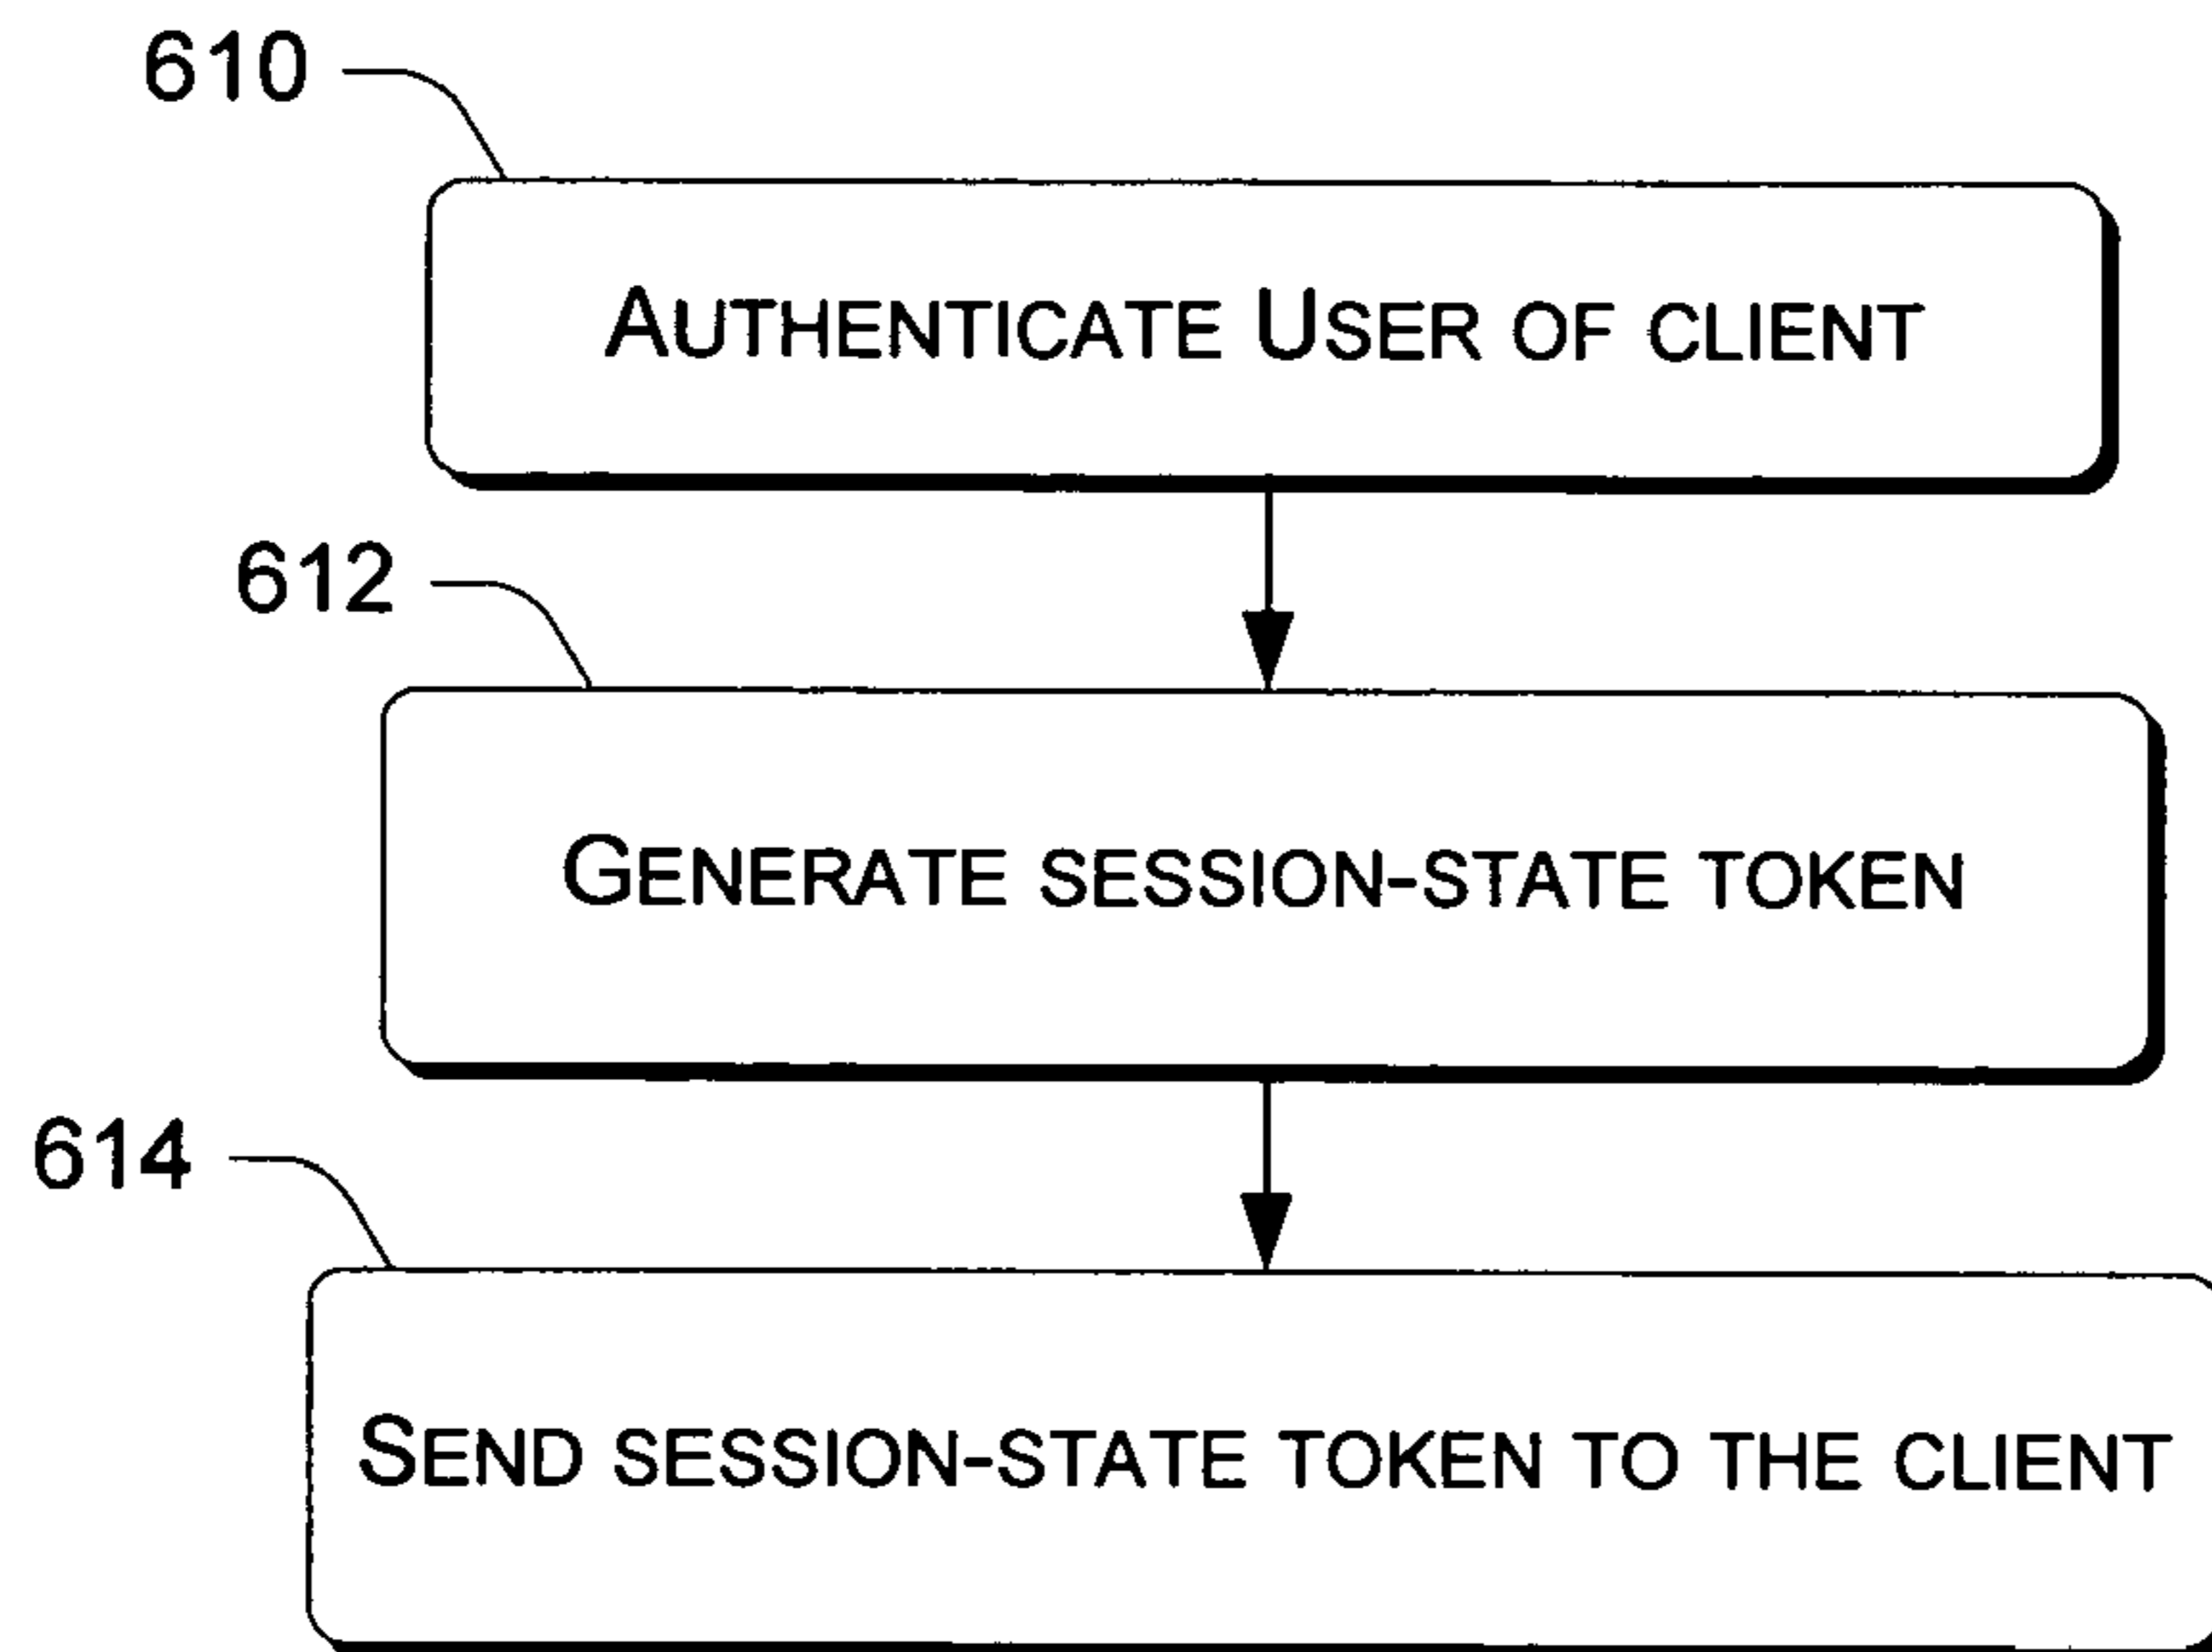 610
AUTHENTICATE USER OF CLIENT
612
GENERATE SESSION-STATE TOKEN
614
SEND SESSION-STATE TOKEN TO THE CLIENT